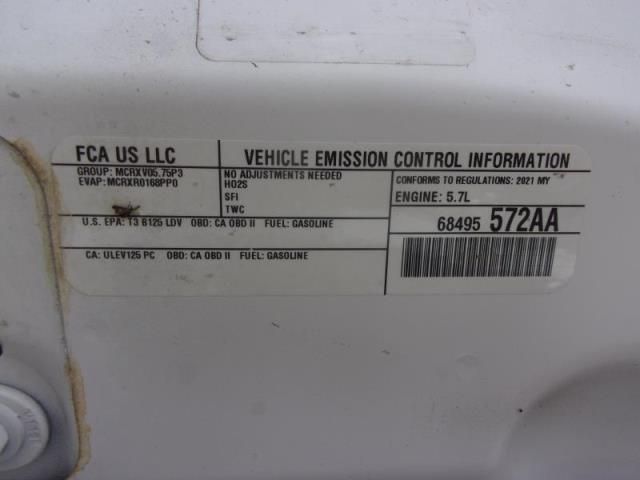 FCA US LLC
VEHICLE EMISSION CONTROL INFORMATION
GROUP: MCRXV05.75P3
EVAP: MCRXR0168PP0
NO ADJUSTMENTS NEEDED
HO2S
SFI
TWC
CONFORMS TO REGULATIONS: 2021 MY
ENGINE: 5.7L
U.S. EPA: T3 B125 LDV OBD: CA OBD II FUEL: GASOLINE
68495 572AA
CA: ULEV125 PC OBD: CA OBD II FUEL: GASOLINE